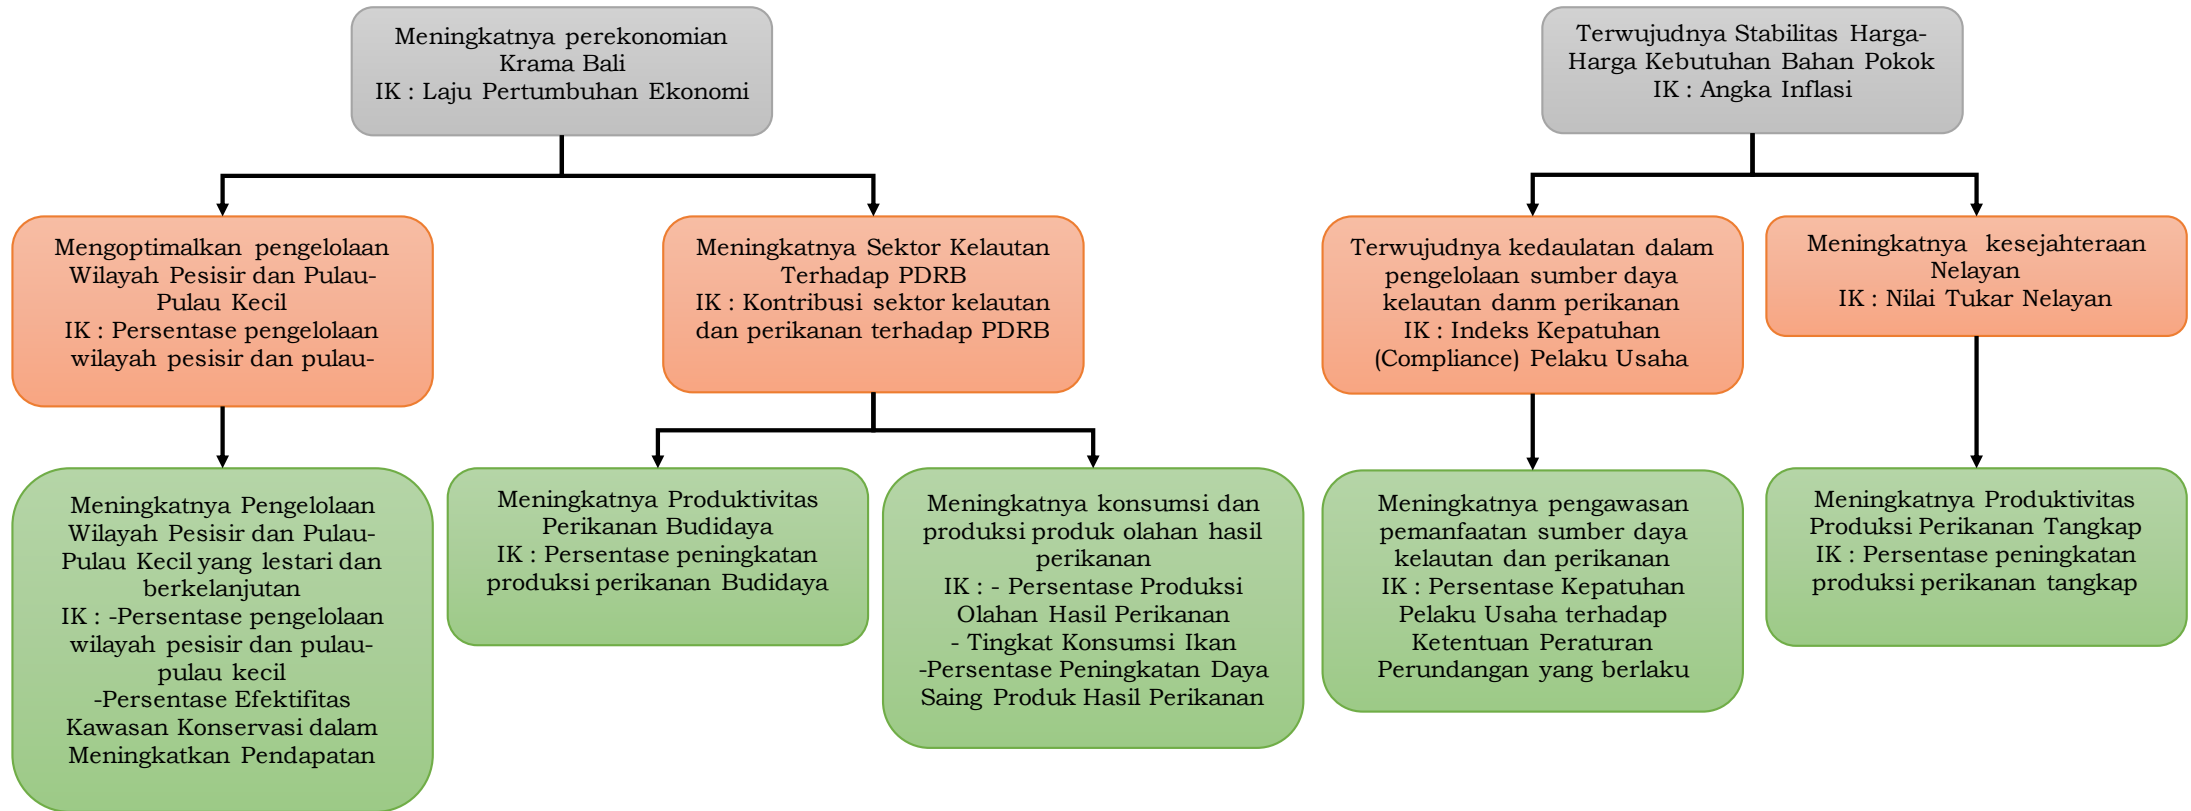 Meningkatnya perekonomian
Krama Bali
IK : Laju Pertumbuhan Ekonomi
Terwujudnya Stabilitas Harga-
Harga Kebutuhan Bahan Pokok
IK : Angka Inflasi
Mengoptimalkan pengelolaan
Wilayah Pesisir dan Pulau-
Pulau Kecil
IK : Persentase pengelolaan
wilayah pesisir dan pulau-
Meningkatnya Sektor Kelautan
Terhadap PDRB
IK : Kontribusi sektor kelautan
dan perikanan terhadap PDRB
Terwujudnya kedaulatan dalam
pengelolaan sumber daya
kelautan danm perikanan
IK : Indeks Kepatuhan
(Compliance) Pelaku Usaha
Meningkatnya kesejahteraan
Nelayan
IK : Nilai Tukar Nelayan
Meningkatnya Pengelolaan
Wilayah Pesisir dan Pulau-
Pulau Kecil yang lestari dan
berkelanjutan
IK : -Persentase pengelolaan
wilayah pesisir dan pulau-
pulau kecil
-Persentase Efektifitas
Kawasan Konservasi dalam
Meningkatkan Pendapatan
Meningkatnya Produktivitas
Perikanan Budidaya
IK : Persentase peningkatan
produksi perikanan Budidaya
Meningkatnya konsumsi dan
produksi produk olahan hasil
perikanan
IK : - Persentase Produksi
Olahan Hasil Perikanan
- Tingkat Konsumsi Ikan
-Persentase Peningkatan Daya
Saing Produk Hasil Perikanan
Meningkatnya pengawasan
pemanfaatan sumber daya
kelautan dan perikanan
IK : Persentase Kepatuhan
Pelaku Usaha terhadap
Ketentuan Peraturan
Perundangan yang berlaku
Meningkatnya Produktivitas
Produksi Perikanan Tangkap
IK : Persentase peningkatan
produksi perikanan tangkap